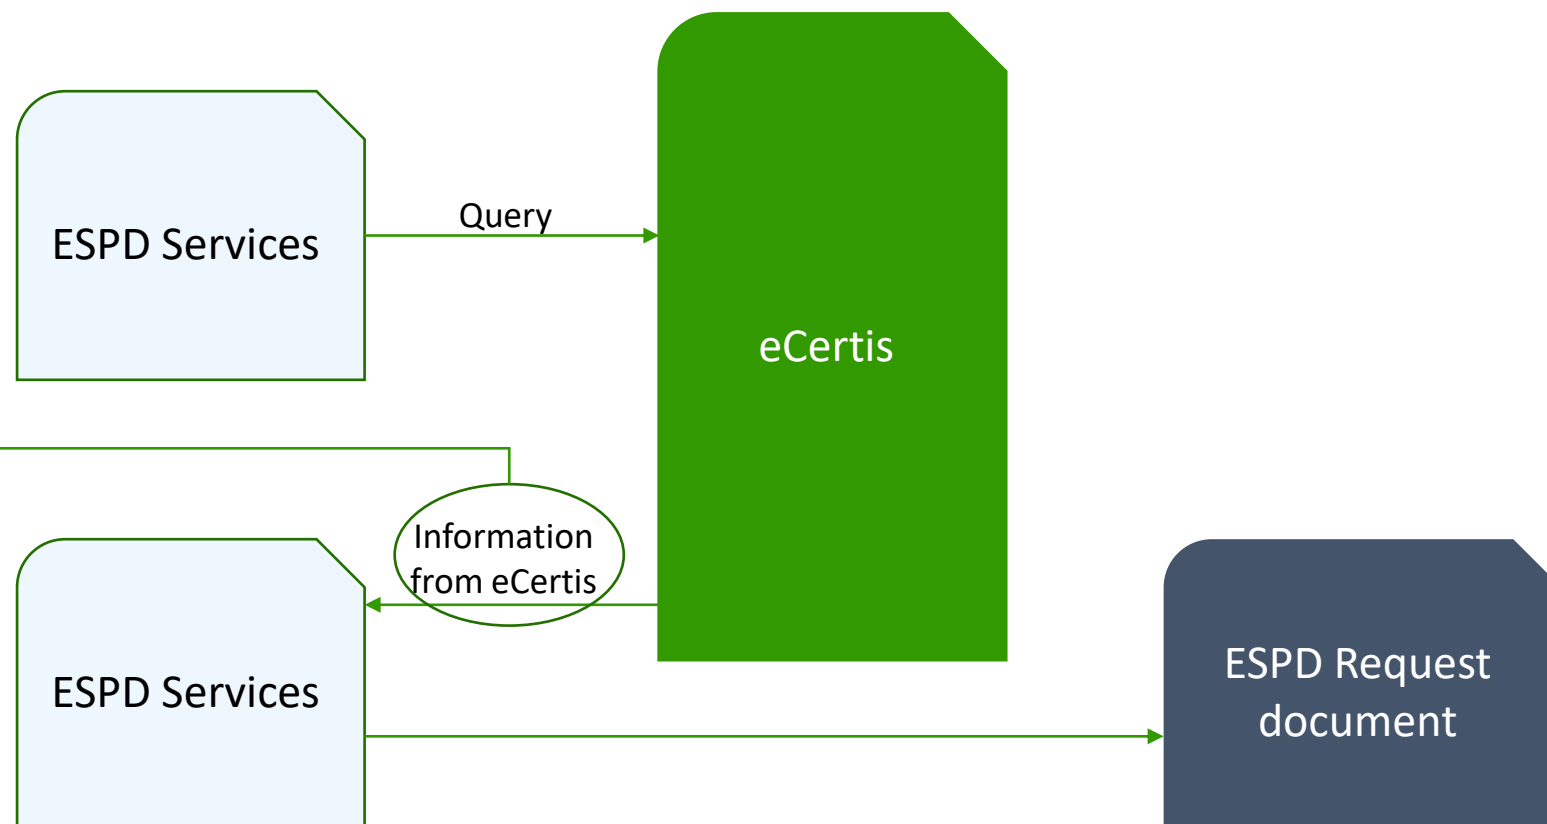 Query
ESPD Services
eCertis
Information
from eCertis
ESPD Services
ESPD Request
document